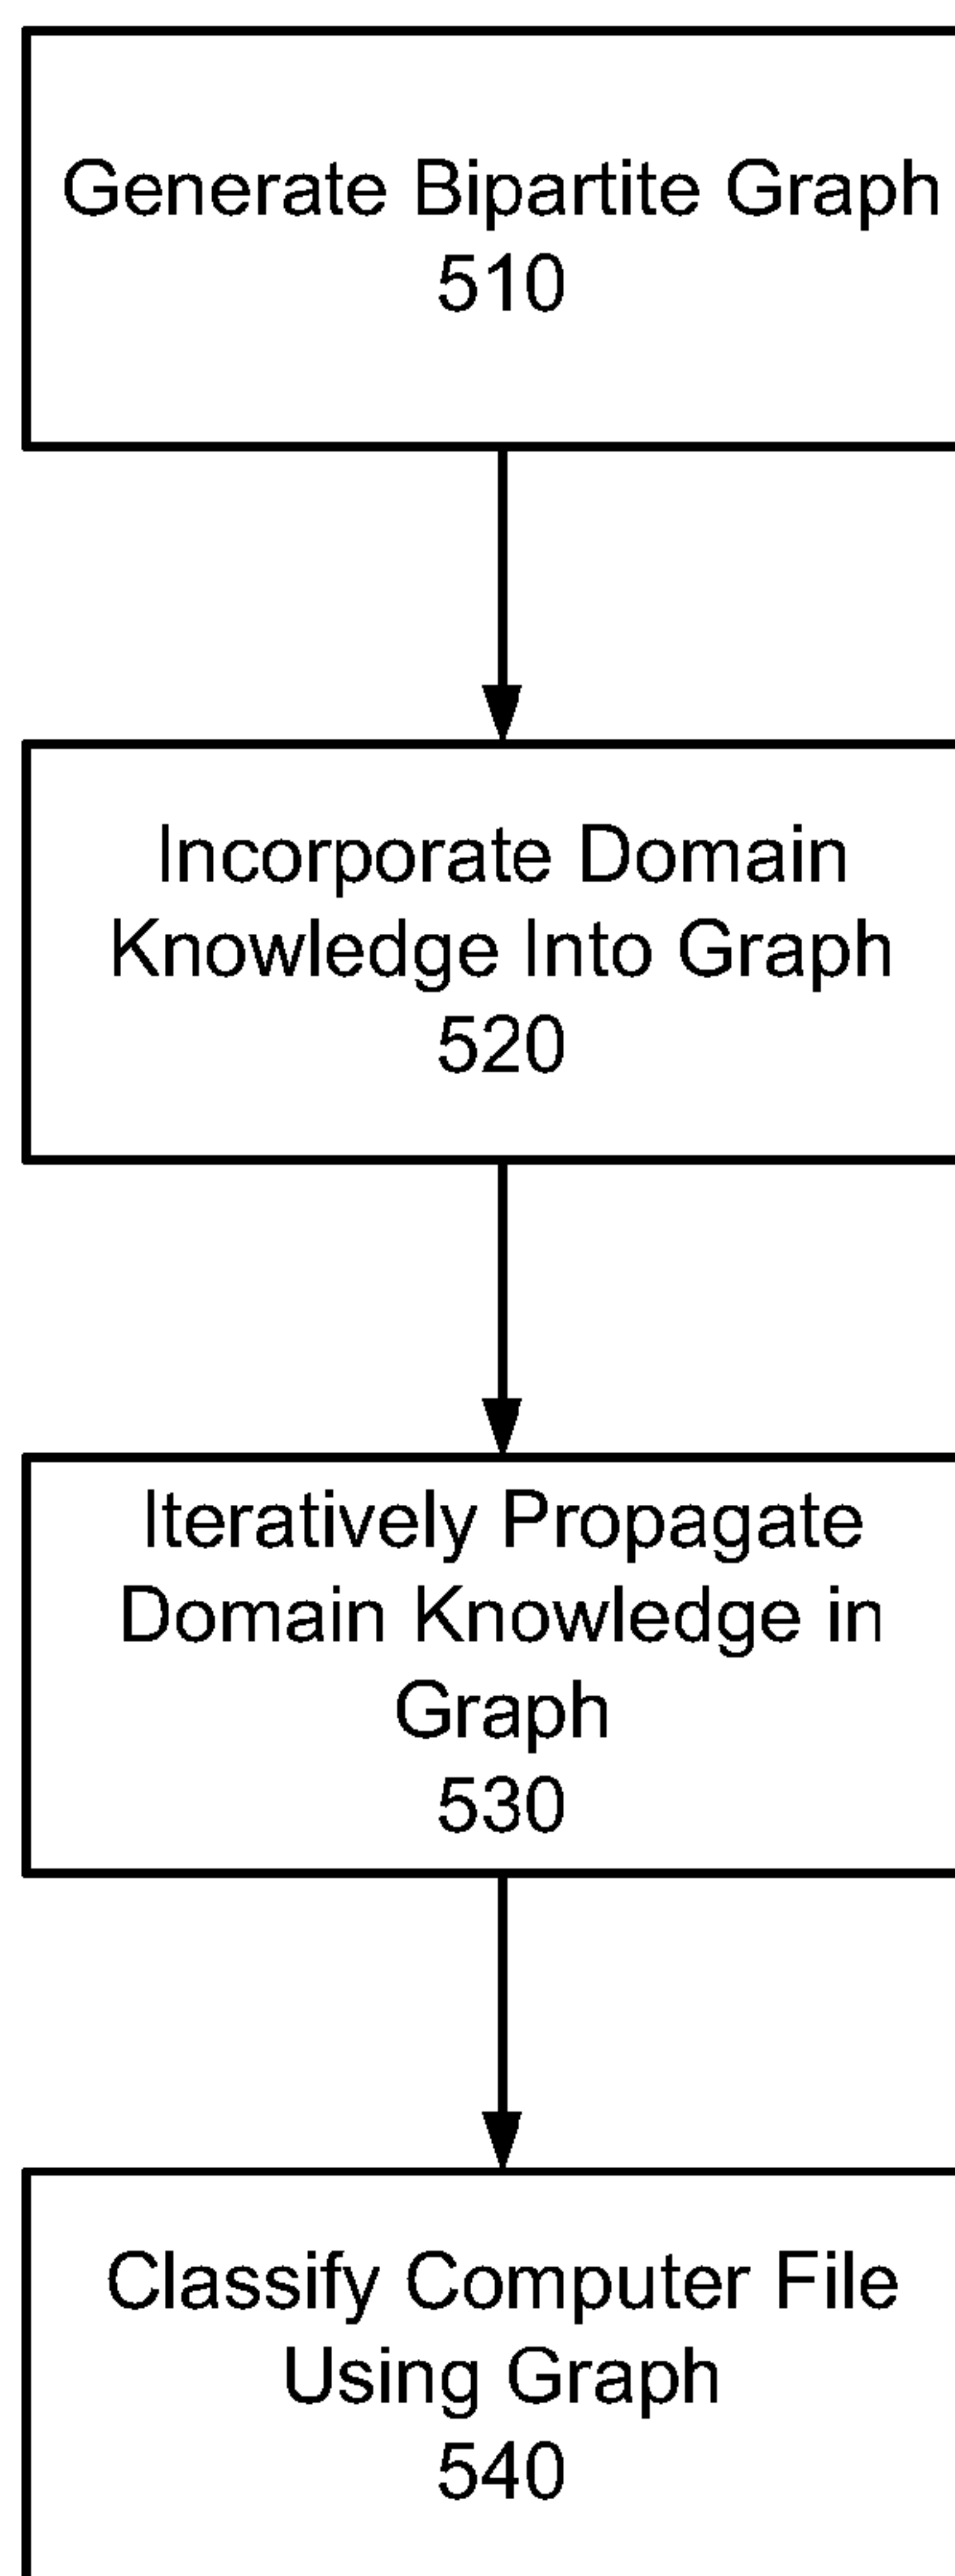 Generate Bipartite Graph
510
Incorporate Domain
Knowledge Into Graph
520
Iteratively Propagate
Domain Knowledge in
Graph
530
Classify Computer File
Using Graph
540